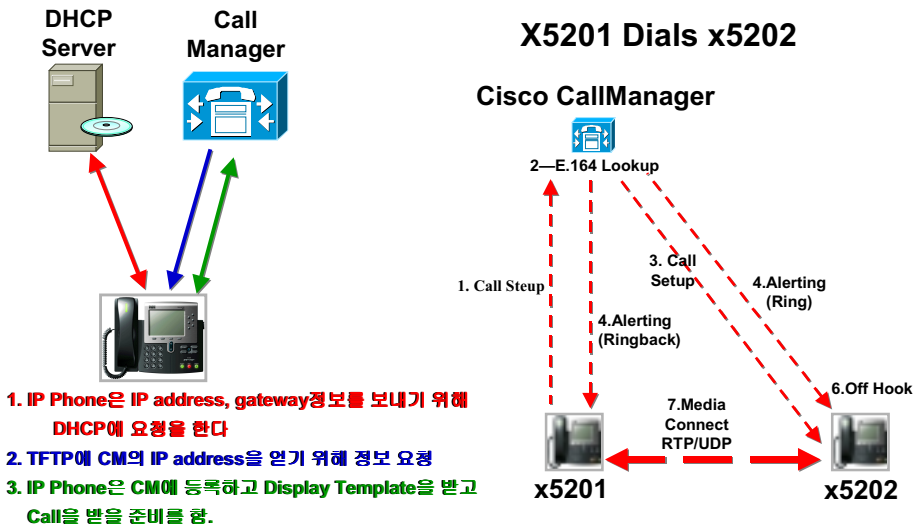 DHCP
Server
Call
Manager
1. IP Phone은 IP address, gateway정보를 보내기 위해
DHCP에 요청을 한다
2. TFTP에 CM의 IP address을 얻기 위해 정보 요청
3. IP Phone은 CM에 등록하고 Display Template을 받고
Call을 받을 준비를 함.
X5201 Dials x5202
Cisco CallManager
2—E.164 Lookup
1. Call Steup
3. Call
Setup
4.Alerting
(Ring)
4.Alerting
(Ringback)
6.Off Hook
7.Media
Connect
RTP/UDP
x5201
x5202